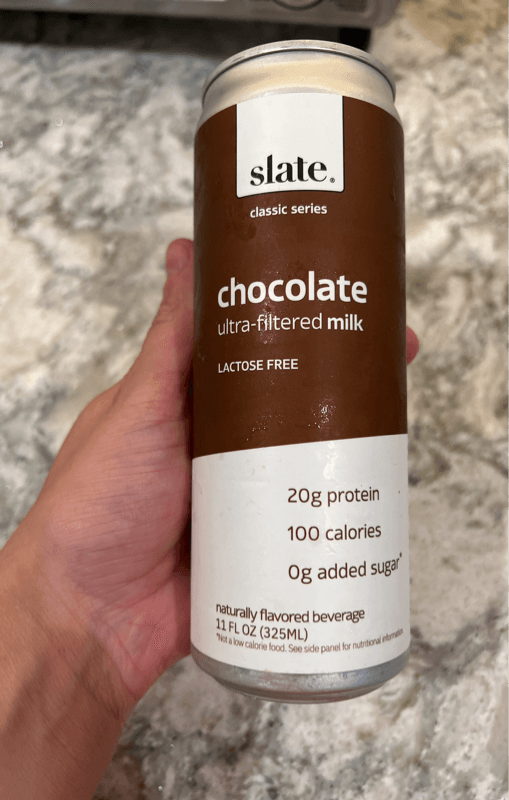 slate.®
classic series
chocolate
ultra-filtered milk
LACTOSE FREE
20g protein
100 calories
0g added sugar*
naturally flavored beverage
11 FL OZ (325ML)
*Not a low calorie food. See side panel for nutritional information.